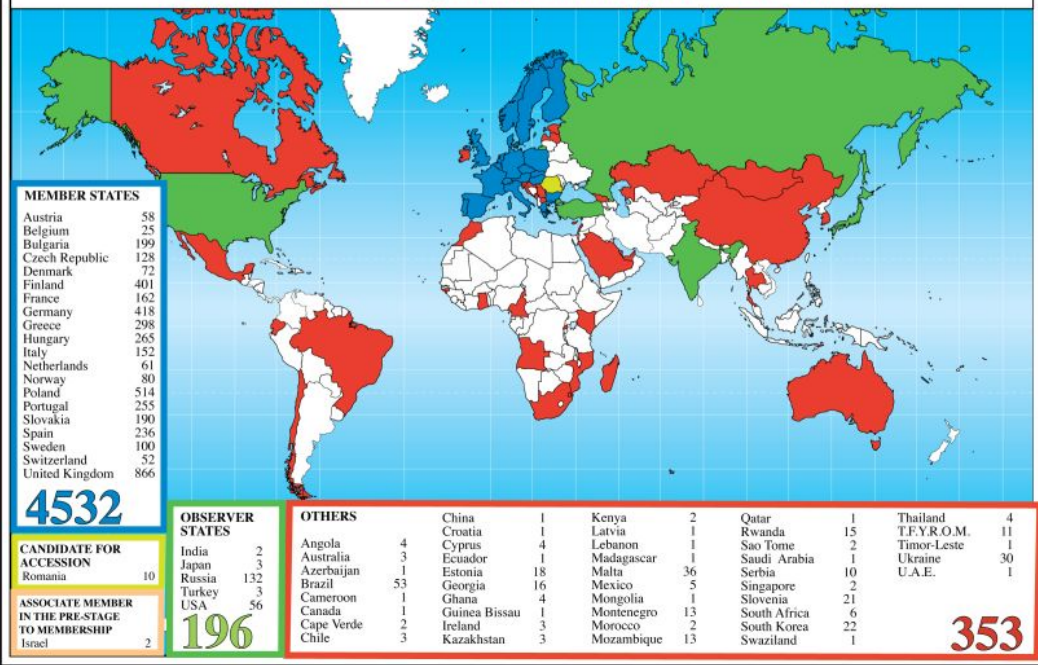 MEMBER STATES
Austria 58
Belgium 25
Bulgaria 199
Czech Republic 128
Denmark 72
Finland 401
France 162
Germany 418
Greece 298
Hungary 265
Italy 152
Netherlands 61
Norway 80
Poland 514
Portugal 255
Slovakia 190
Spain 236
Sweden 100
Switzerland 52
United Kingdom 866
4532
CANDIDATE FOR
ACCESSION
Romania 10
ASSOCIATE MEMBER
IN THE PRE-STAGE
TO MEMBERSHIP
Israel 2
OBSERVER
STATES
India 2
Japan 3
Russia 132
Turkey 3
USA 56
196
OTHERS
Angola 4
Australia 3
Azerbaijan 1
Brazil 53
Cameroon 1
Canada 1
Cape Verde 2
Chile 3
China 1
Croatia 1
Cyprus 4
Ecuador 1
Estonia 18
Georgia 16
Ghana 4
Guinea Bissau 1
Ireland 3
Kazakhstan 3
Kenya 2
Latvia 1
Lebanon 1
Madagascar 1
Malta 36
Mexico 5
Mongolia 1
Montenegro 13
Morocco 2
Mozambique 13
Qatar 1
Rwanda 15
Sao Tome 2
Saudi Arabia 1
Serbia 10
Singapore 2
Slovenia 21
South Africa 6
South Korea 22
Swaziland 1
Thailand 4
T.F.Y.R.O.M. 11
Timor-Leste 1
Ukraine 30
U.A.E. 1
353